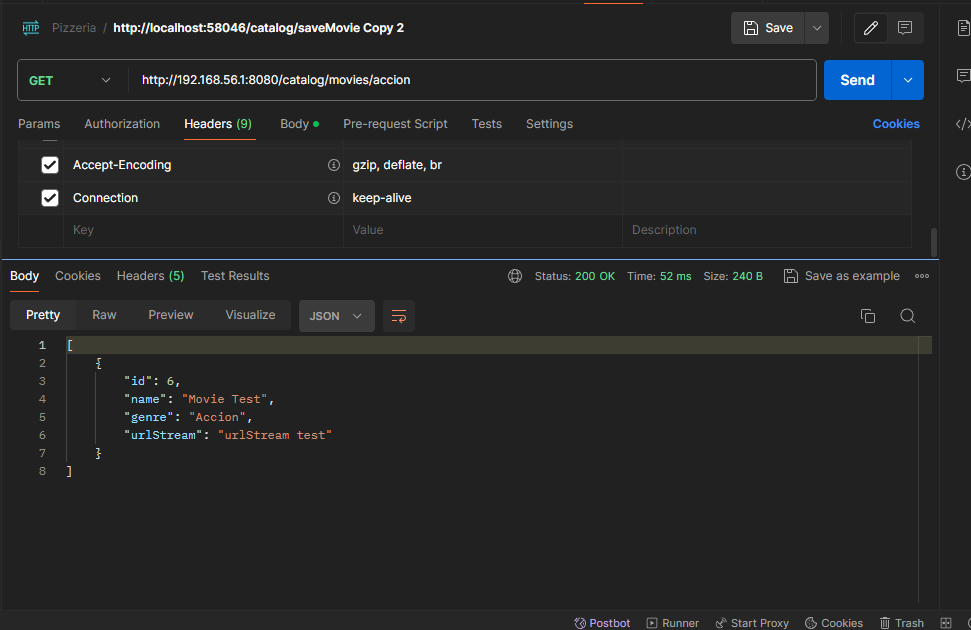 HTTP Pizzeria / http://localhost:58046/catalog/saveMovie Copy 2 Save
GET http://192.168.56.1:8080/catalog/movies/accion Send
Params Authorization Headers (9) Body Pre-request Script Tests Settings Cookies
Accept-Encoding gzip, deflate, br
Connection keep-alive
Key Value Description
Body Cookies Headers (5) Test Results Status: 200 OK Time: 52 ms Size: 240 B Save as example
Pretty Raw Preview Visualize JSON
1 [
2 {
3 "id": 6,
4 "name": "Movie Test",
5 "genre": "Accion",
6 "urlStream": "urlStream test"
7 }
8 ]
Postbot Runner Start Proxy Cookies Trash